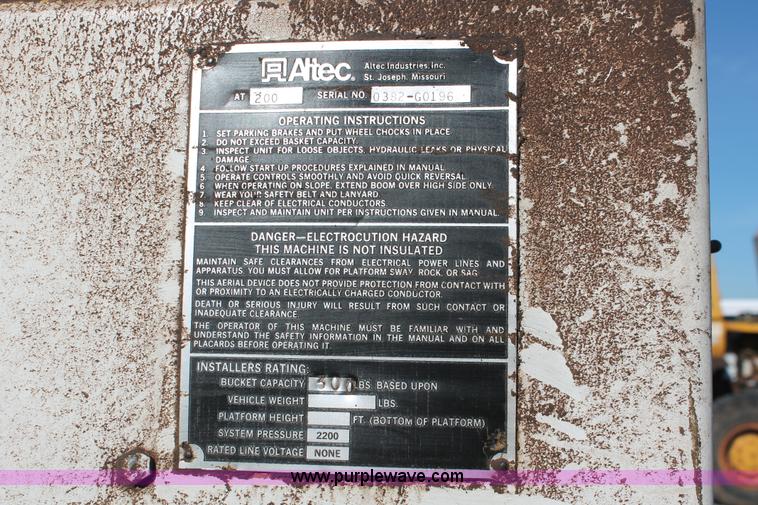 Altec. Altec Industries, Inc.
St. Joseph, Missouri
AT 200 SERIAL NO. 0382-G0196
OPERATING INSTRUCTIONS
1. SET PARKING BRAKES AND PUT WHEEL CHOCKS IN PLACE
2. DO NOT EXCEED BASKET CAPACITY.
3. INSPECT UNIT FOR LOOSE OBJECTS, HYDRAULIC LEAKS OR PHYSICAL
DAMAGE.
4. FOLLOW START UP PROCEDURES EXPLAINED IN MANUAL.
5. OPERATE CONTROLS SMOOTHLY AND AVOID QUICK REVERSAL.
6. WHEN OPERATING ON SLOPE, EXTEND BOOM OVER HIGH SIDE ONLY.
7. WEAR YOUR SAFETY BELT AND LANYARD.
8. KEEP CLEAR OF ELECTRICAL CONDUCTORS.
9. INSPECT AND MAINTAIN UNIT PER INSTRUCTIONS GIVEN IN MANUAL.
DANGER—ELECTROCUTION HAZARD
THIS MACHINE IS NOT INSULATED
MAINTAIN SAFE CLEARANCES FROM ELECTRICAL POWER LINES AND
APPARATUS. YOU MUST ALLOW FOR PLATFORM SWAY, ROCK, OR SAG.
THIS AERIAL DEVICE DOES NOT PROVIDE PROTECTION FROM CONTACT WITH
OR PROXIMITY TO AN ELECTRICALLY CHARGED CONDUCTOR.
DEATH OR SERIOUS INJURY WILL RESULT FROM SUCH CONTACT OR
INADEQUATE CLEARANCE.
THE OPERATOR OF THIS MACHINE MUST BE FAMILIAR WITH AND
UNDERSTAND THE SAFETY INFORMATION IN THE MANUAL AND ON ALL
PLACARDS BEFORE OPERATING IT.
INSTALLERS RATING:
BUCKET CAPACITY 300 LBS. BASED UPON
VEHICLE WEIGHT LBS.
PLATFORM HEIGHT FT. (BOTTOM OF PLATFORM)
SYSTEM PRESSURE 2200
RATED LINE VOLTAGE NONE
www.purplewave.com